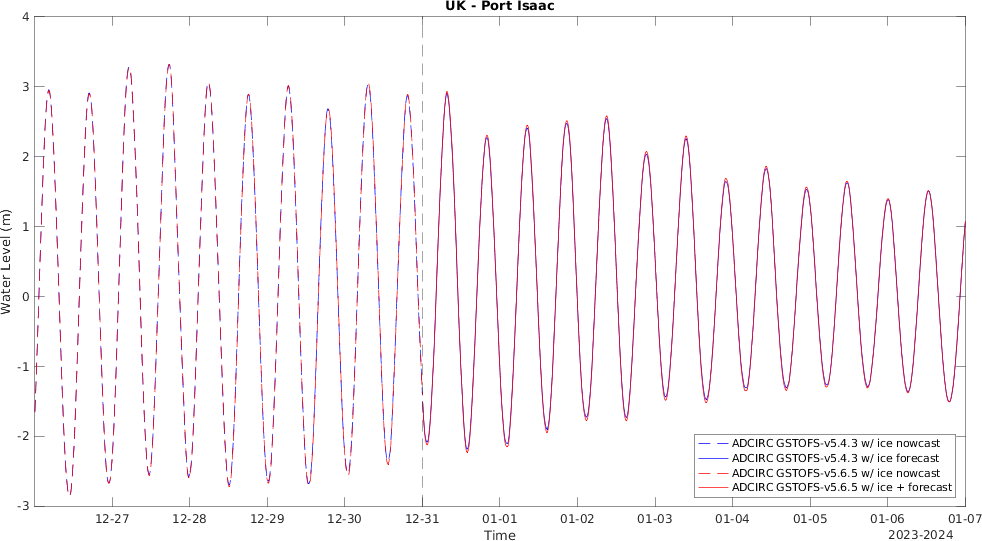 UK - Port Isaac
4
3
2
1
0
-1
-2
-3
Water Level (m)
12-27 12-28 12-29 12-30 12-31 01-01 01-02 01-03 01-04 01-05 01-06 01-07
Time
2023-2024
ADCIRC GSTOFS-v5.4.3 w/ ice nowcast
ADCIRC GSTOFS-v5.4.3 w/ ice forecast
ADCIRC GSTOFS-v5.6.5 w/ ice nowcast
ADCIRC GSTOFS-v5.6.5 w/ ice + forecast